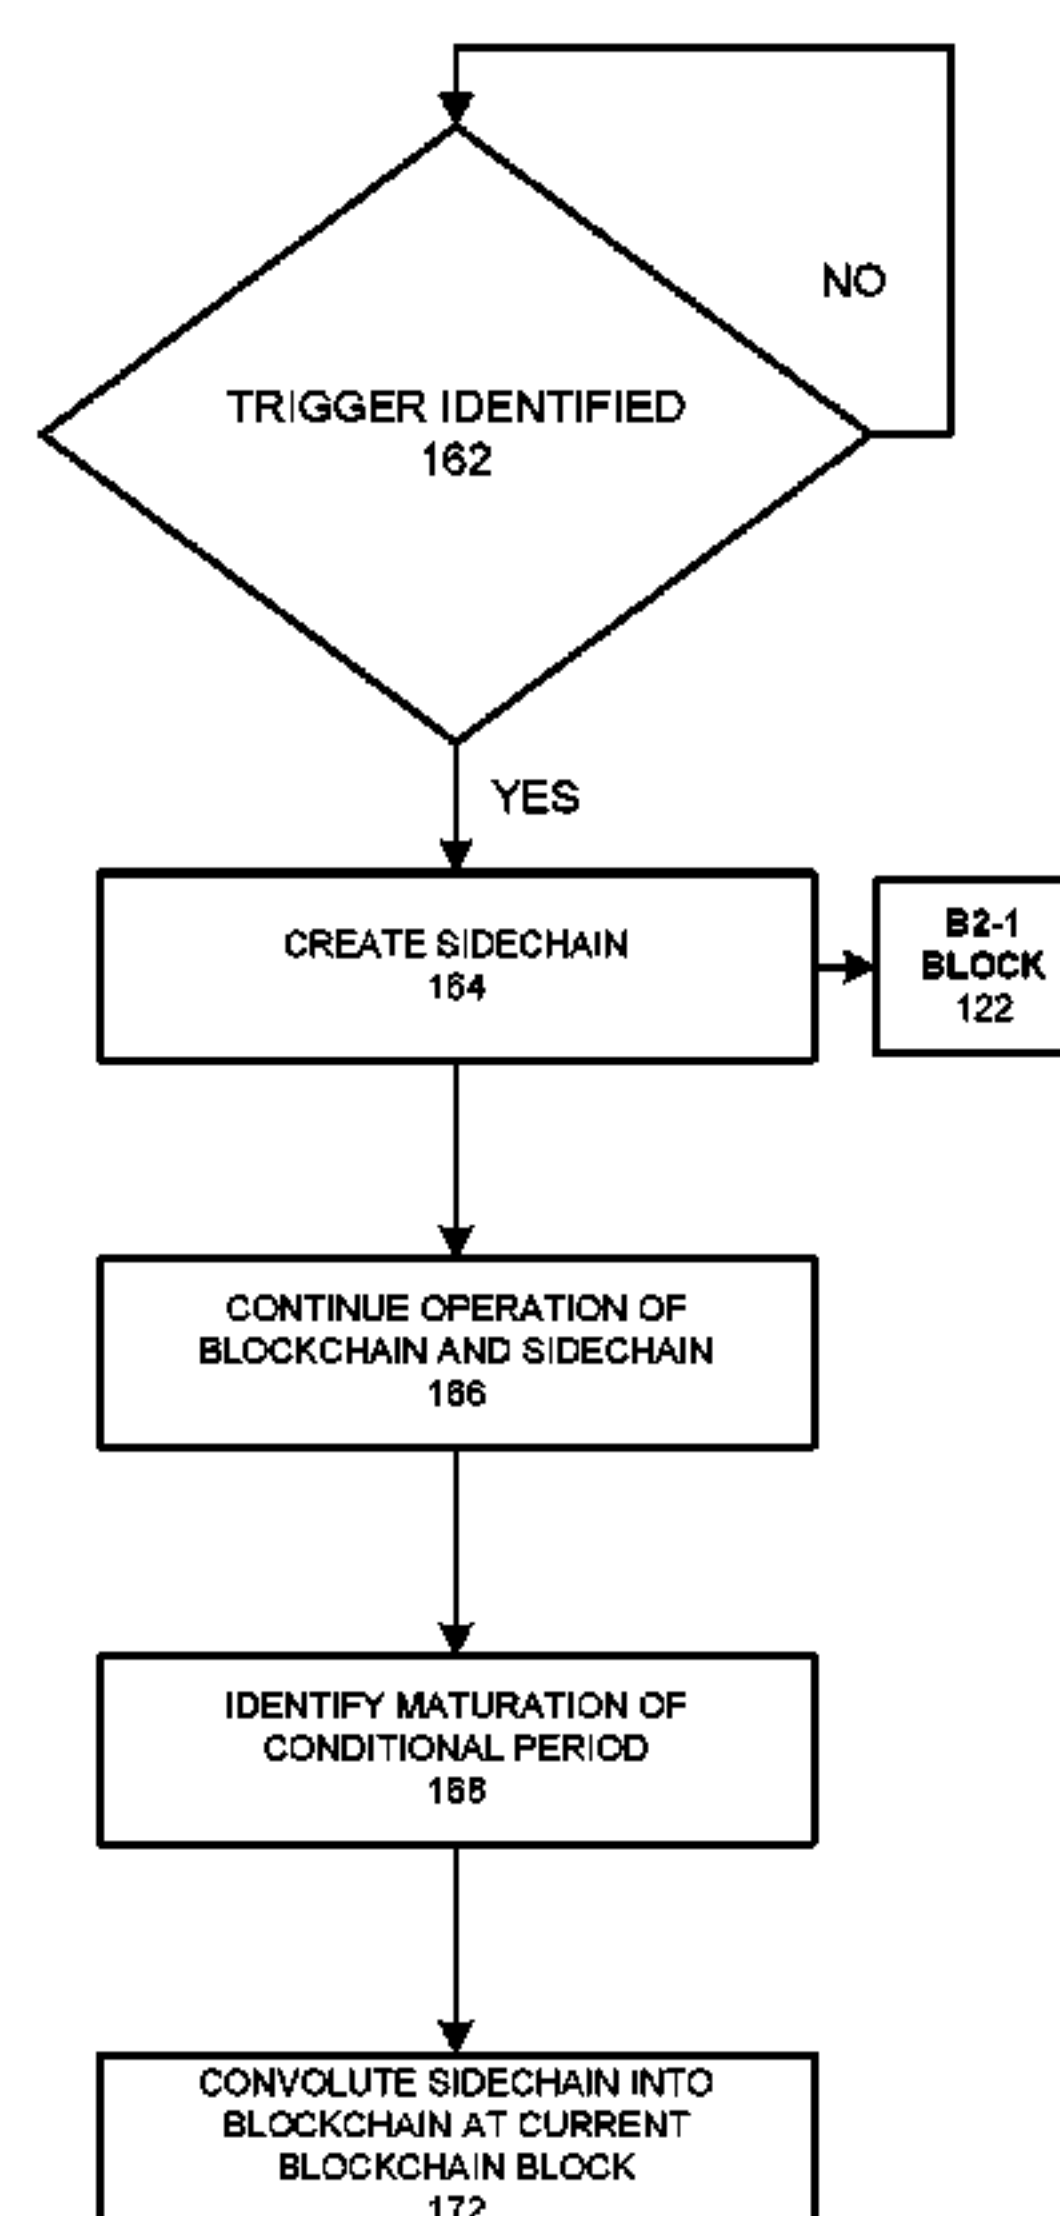 NO
TRIGGER IDENTIFIED
162
YES
CREATE SIDECHAIN
164
B2-1
BLOCK
122
CONTINUE OPERATION OF
BLOCKCHAIN AND SIDECHAIN
166
IDENTIFY MATURATION OF
CONDITIONAL PERIOD
168
CONVOLUTE SIDECHAIN INTO
BLOCKCHAIN AT CURRENT
BLOCKCHAIN BLOCK
172